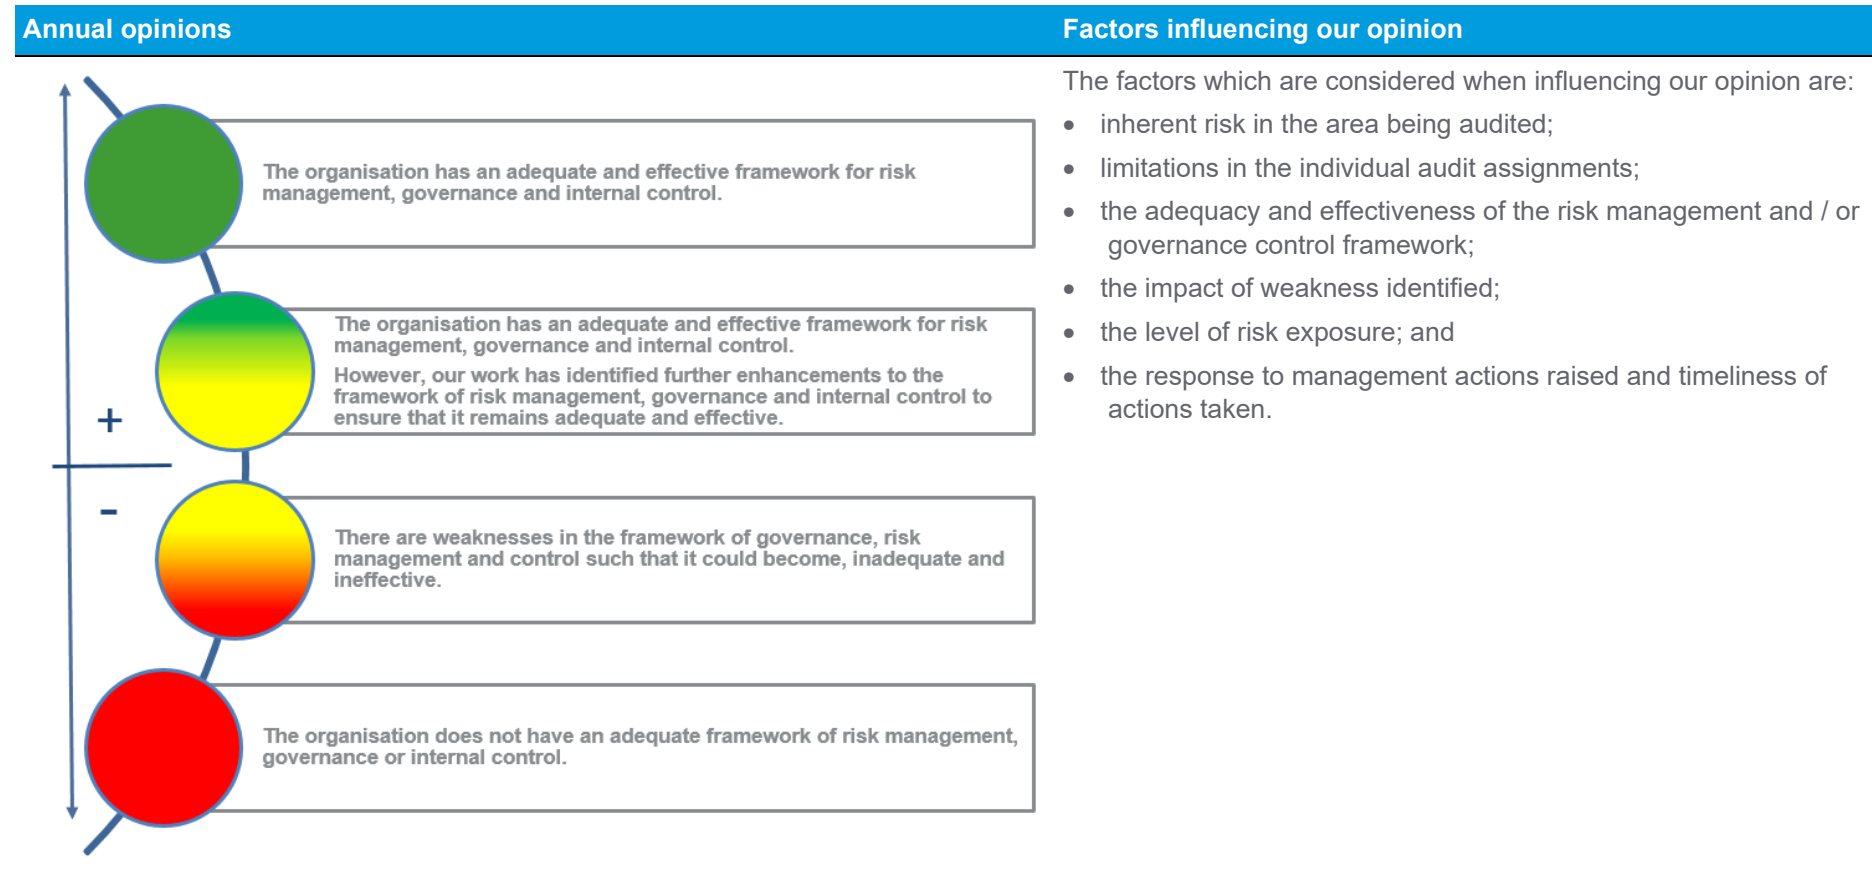 Annual opinions
Factors influencing our opinion
The organisation has an adequate and effective framework for risk
management, governance and internal control.
The organisation has an adequate and effective framework for risk
management, governance and internal control.
However, our work has identified further enhancements to the
framework of risk management, governance and internal control to
ensure that it remains adequate and effective.
+
-
There are weaknesses in the framework of governance, risk
management and control such that it could become, inadequate and
ineffective.
The organisation does not have an adequate framework of risk management,
governance or internal control.
The factors which are considered when influencing our opinion are:
• inherent risk in the area being audited;
• limitations in the individual audit assignments;
• the adequacy and effectiveness of the risk management and / or
governance control framework;
• the impact of weakness identified;
• the level of risk exposure; and
• the response to management actions raised and timeliness of
actions taken.